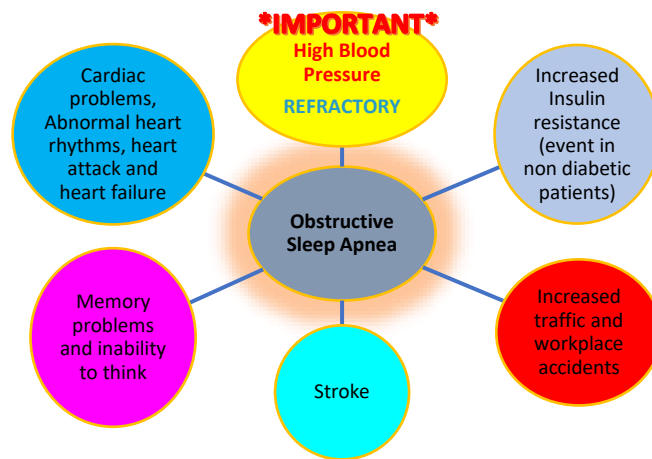 *IMPORTANT*
High Blood
Pressure
REFRACTORY
Cardiac
problems,
Abnormal heart
rhythms, heart
attack and
heart failure
Increased
Insulin
resistance
(event in
non diabetic
patients)
Obstructive
Sleep Apnea
Memory
problems
and inability
to think
Increased
traffic and
workplace
accidents
Stroke